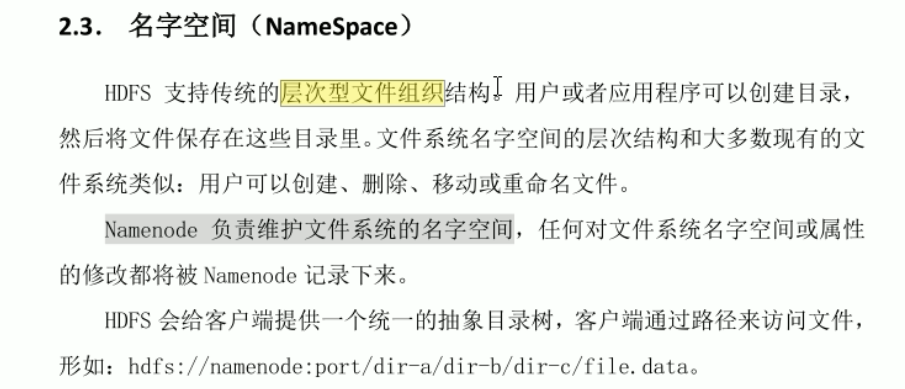 2.3. 名字空间（NameSpace）
HDFS 支持传统的层次型文件组织结构。用户或者应用程序可以创建目录，
然后将文件保存在这些目录里。文件系统名字空间的层次结构和大多数现有的文
件系统类似：用户可以创建、删除、移动或重命名文件。
Namenode 负责维护文件系统的名字空间，任何对文件系统名字空间或属性
的修改都将被 Namenode 记录下来。
HDFS 会给客户端提供一个统一的抽象目录树，客户端通过路径来访问文件，
形如：hdfs://namenode:port/dir-a/dir-b/dir-c/file.data。